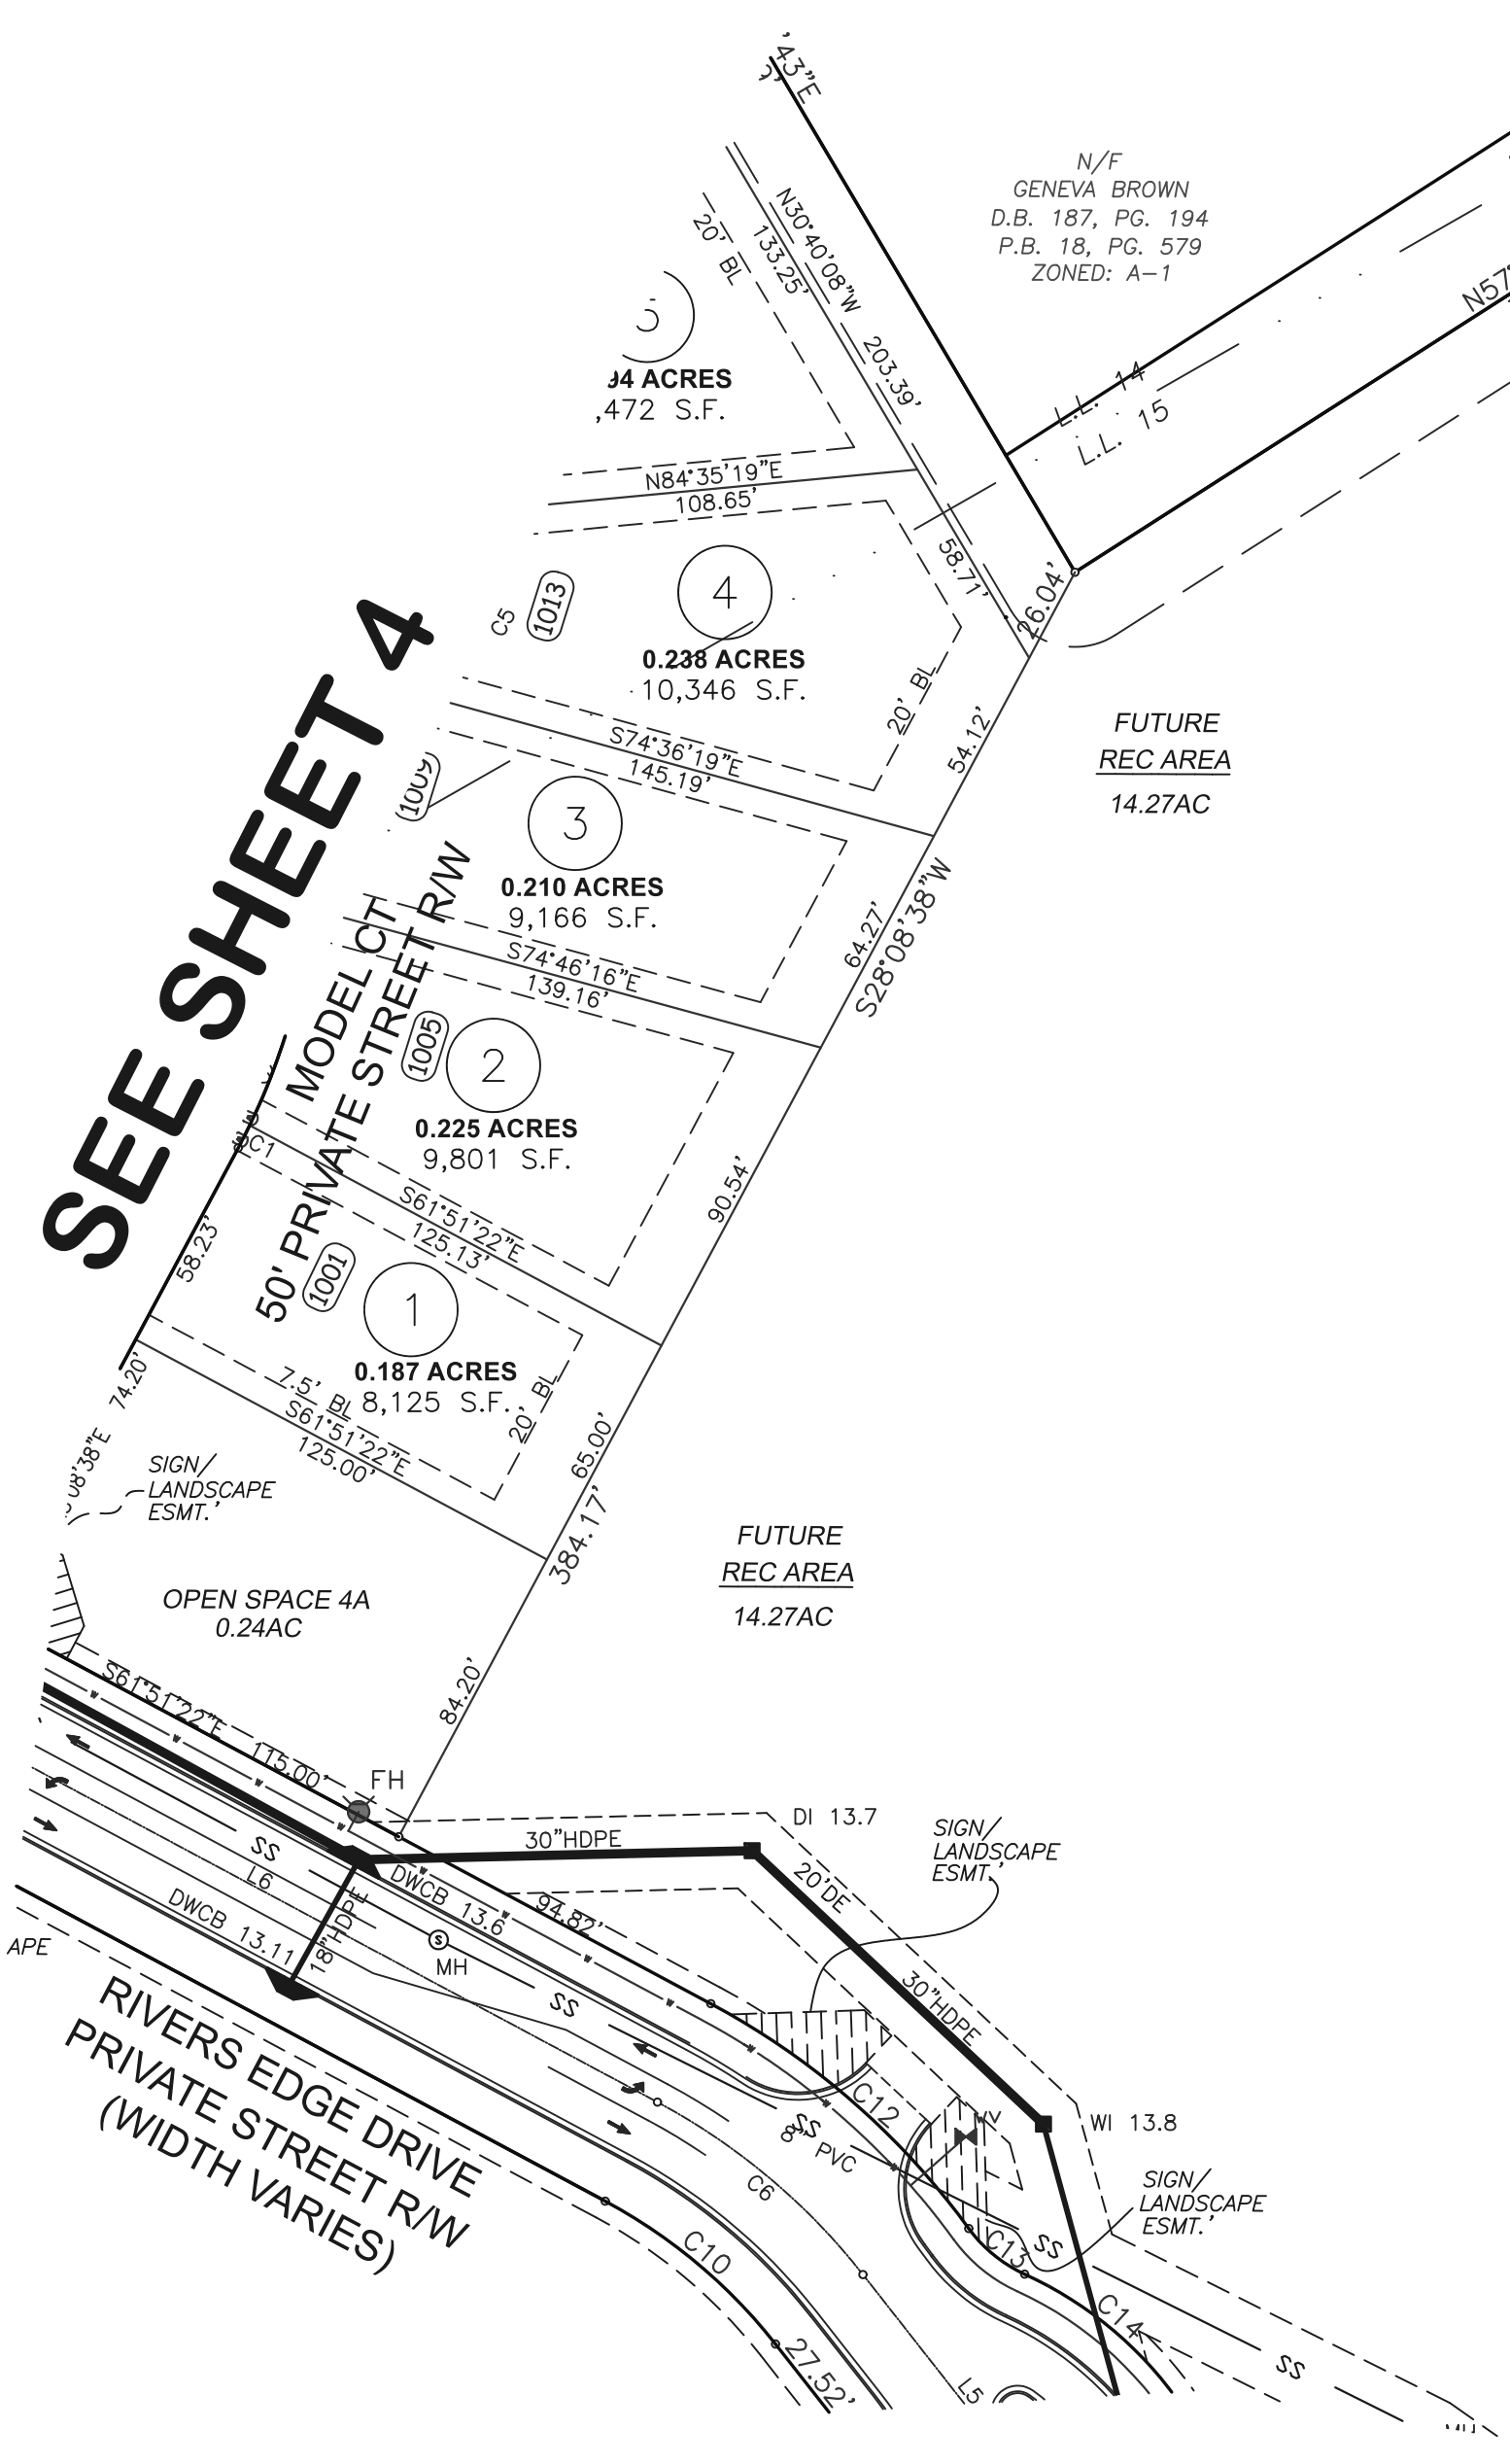 '43"E
N/F
GENEVA BROWN
D.B. 187, PG. 194
P.B. 18, PG. 579
ZONED: A-1
N30°40'08"W 203.39'
133.25'
20' BL
N57°
L.L. 14
L.L. 15
94 ACRES
,472 S.F.
N84°35'19"E
108.65'
58.71'
26.04'
SEE SHEET 4
C5
1013
4
0.238 ACRES
10,346 S.F.
20' BL
54.12'
FUTURE
REC AREA
14.27AC
S74°36'19"E
145.19'
1009
3
0.210 ACRES
9,166 S.F.
64.27'
S28°08'38"W
S74°46'16"E
139.16'
MODEL CT
50' PRIVATE STREET R/W
1005
2
0.225 ACRES
9,801 S.F.
90.54'
C1
S61°51'22"E
125.13'
58.23'
1001
1
0.187 ACRES
8,125 S.F.
7.5' BL
20' BL
S61°51'22"E
125.00'
65.00'
384.17'
74.20'
08'38"E
SIGN/
LANDSCAPE
ESMT.'
FUTURE
REC AREA
14.27AC
OPEN SPACE 4A
0.24AC
84.20'
S61°51'22"E
115.00'
FH
30"HDPE
DI 13.7
SIGN/
LANDSCAPE
ESMT.'
20'DE
SS
L6
DWCB 13.6
94.82'
DWCB 13.11
18"HDPE
S
MH
APE
SS
30"HDPE
RIVERS EDGE DRIVE
PRIVATE STREET R/W
(WIDTH VARIES)
C12
SS
8" PVC
WV
WI 13.8
C6
SIGN/
LANDSCAPE
ESMT.'
C10
C13
SS
C14
27.52'
L5
SS